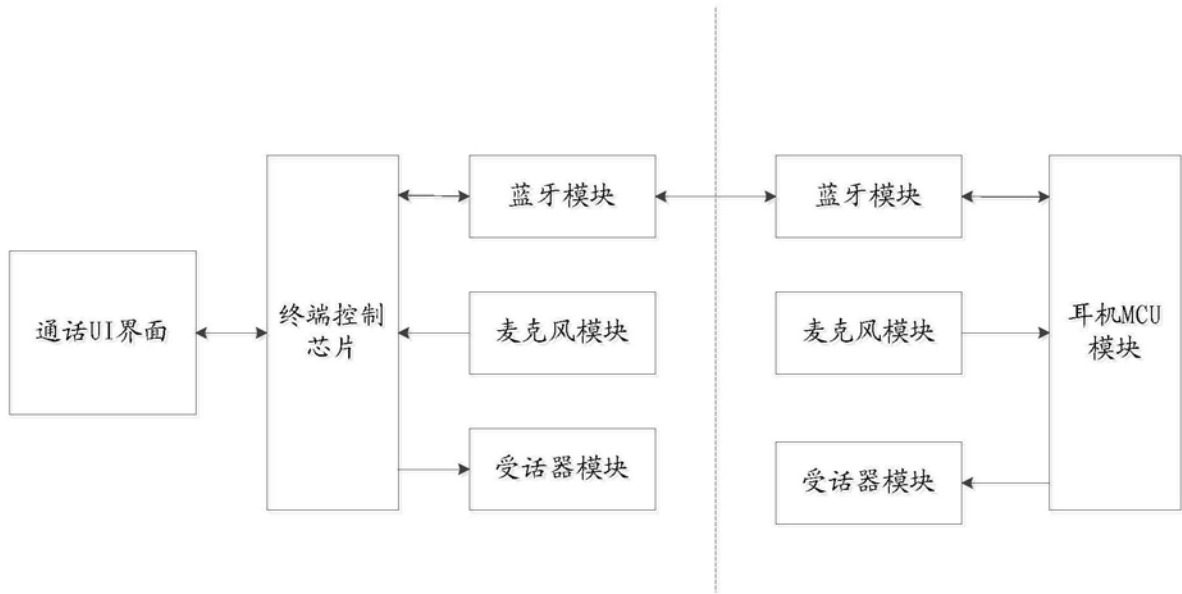 蓝牙模块
蓝牙模块
通话UI界面
终端控制
芯片
麦克风模块
麦克风模块
耳机MCU
模块
受话器模块
受话器模块